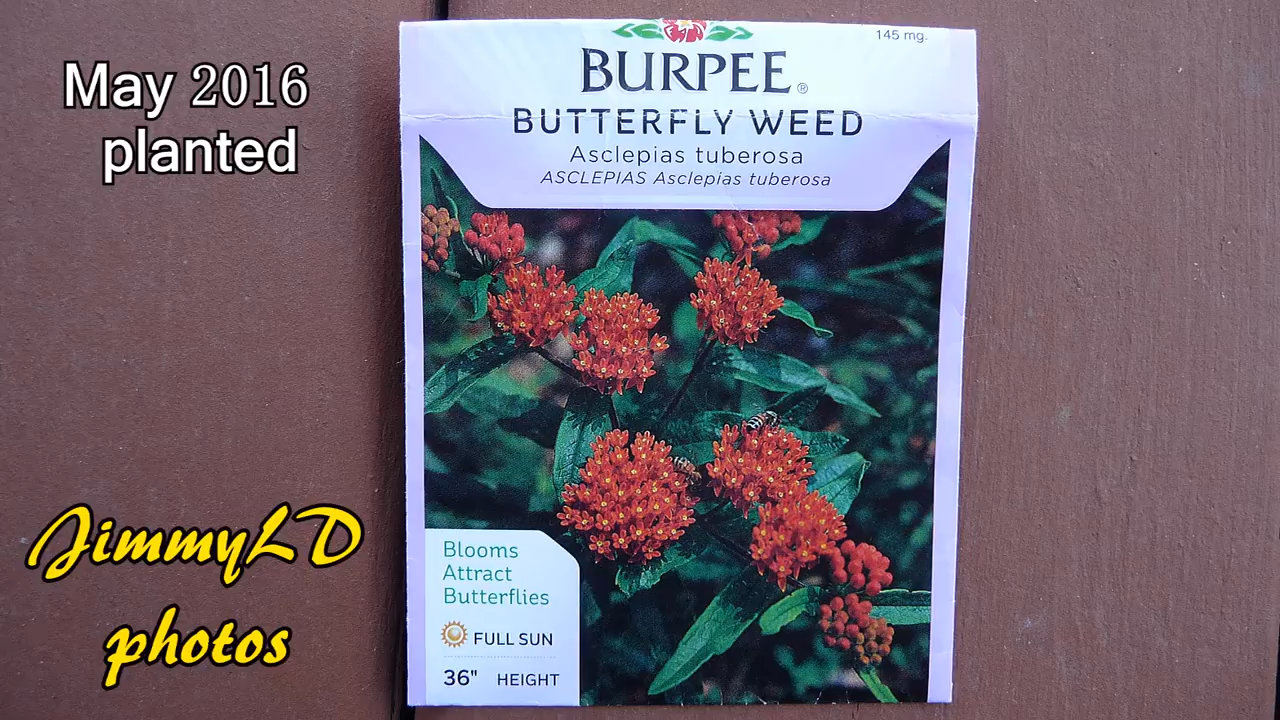 May 2016
planted
145 mg.
BURPEE®
BUTTERFLY WEED
Asclepias tuberosa
ASCLEPIAS Asclepias tuberosa
Blooms
Attract
Butterflies
FULL SUN
36" HEIGHT
JimmyLD
photos